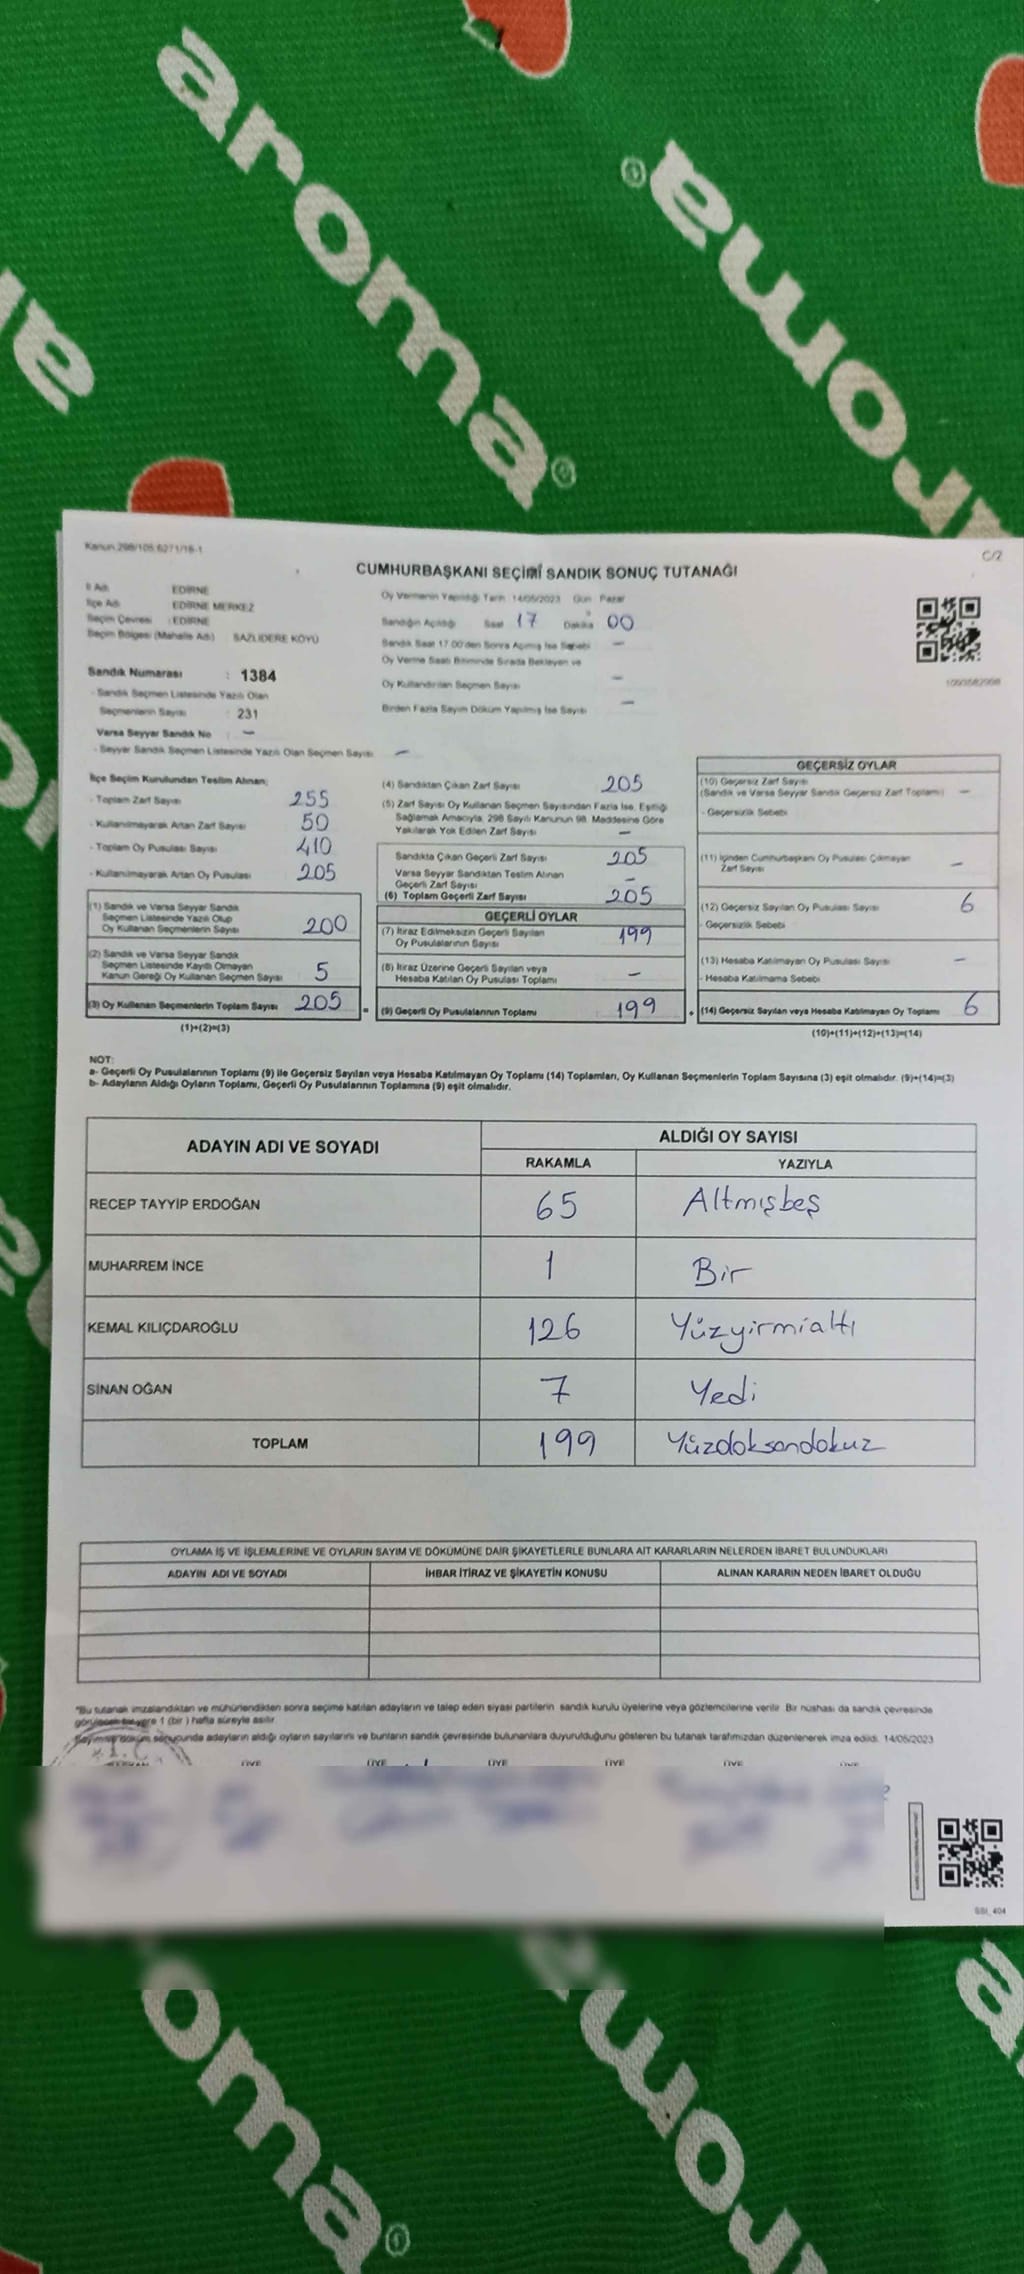 aroma
aroma
Kanun:298/105;6271/16-1
C/2
CUMHURBAŞKANI SEÇİMİ SANDIK SONUÇ TUTANAĞI
İl Adı EDİRNE
İlçe Adı EDİRNE MERKEZ
Seçim Çevresi : EDİRNE
Seçim Bölgesi (Mahalle Adı) SAZLIDERE KÖYÜ
Oy Vermenin Yapıldığı Tarih 14/05/2023 Gün Pazar
Sandığın Açıldığı Saat 17 Dakika 00
Sandık Saat 17.00'den Sonra Açılmış İse Sebebi –
Oy Verme Saati Bitiminde Sırada Bekleyen ve
Oy Kullandırılan Seçmen Sayısı –
Birden Fazla Sayım Döküm Yapılmış İse Sayısı –
Sandık Numarası : 1384
- Sandık Seçmen Listesinde Yazılı Olan
Seçmenlerin Sayısı : 231
Varsa Seyyar Sandık No : –
- Seyyar Sandık Seçmen Listesinde Yazılı Olan Seçmen Sayısı –
İlçe Seçim Kurulundan Teslim Alınan;
- Toplam Zarf Sayısı 255
- Kullanılmayarak Artan Zarf Sayısı 50
- Toplam Oy Pusulası Sayısı 410
- Kullanılmayarak Artan Oy Pusulası 205
(1) Sandık ve Varsa Seyyar Sandık
Seçmen Listesinde Yazılı Olup
Oy Kullanan Seçmenlerin Sayısı 200
(2) Sandık ve Varsa Seyyar Sandık
Seçmen Listesinde Kayıtlı Olmayan
Kanun Gereği Oy Kullanan Seçmen Sayısı 5
(3) Oy Kullanan Seçmenlerin Toplam Sayısı 205
(1)+(2)=(3)
(4) Sandıktan Çıkan Zarf Sayısı 205
(5) Zarf Sayısı Oy Kullanan Seçmen Sayısından Fazla İse, Eşitliği
Sağlamak Amacıyla, 298 Sayılı Kanunun 98. Maddesine Göre
Yakılarak Yok Edilen Zarf Sayısı –
Sandıkta Çıkan Geçerli Zarf Sayısı 205
Varsa Seyyar Sandıktan Teslim Alınan
Geçerli Zarf Sayısı –
(6) Toplam Geçerli Zarf Sayısı 205
GEÇERLİ OYLAR
(7) İtiraz Edilmeksizin Geçerli Sayılan
Oy Pusulalarının Sayısı 199
(8) İtiraz Üzerine Geçerli Sayılan veya
Hesaba Katılan Oy Pusulası Toplamı –
= (9) Geçerli Oy Pusulalarının Toplamı 199
GEÇERSİZ OYLAR
(10) Geçersiz Zarf Sayısı
(Sandık ve Varsa Seyyar Sandık Geçersiz Zarf Toplamı) –
- Geçersizlik Sebebi
(11) İçinden Cumhurbaşkanı Oy Pusulası Çıkmayan
Zarf Sayısı –
(12) Geçersiz Sayılan Oy Pusulası Sayısı 6
- Geçersizlik Sebebi
(13) Hesaba Katılmayan Oy Pusulası Sayısı –
- Hesaba Katılmama Sebebi
+ (14) Geçersiz Sayılan veya Hesaba Katılmayan Oy Toplamı 6
(10)+(11)+(12)+(13)=(14)
NOT:
a- Geçerli Oy Pusulalarının Toplamı (9) ile Geçersiz Sayılan veya Hesaba Katılmayan Oy Toplamı (14) Toplamları, Oy Kullanan Seçmenlerin Toplam Sayısına (3) eşit olmalıdır. (9)+(14)=(3)
b- Adayların Aldığı Oyların Toplamı, Geçerli Oy Pusulalarının Toplamına (9) eşit olmalıdır.
ADAYIN ADI VE SOYADI ALDIĞI OY SAYISI
RAKAMLA YAZIYLA
RECEP TAYYİP ERDOĞAN 65 Altmışbeş
MUHARREM İNCE 1 Bir
KEMAL KILIÇDAROĞLU 126 Yüzyirmialtı
SİNAN OĞAN 7 Yedi
TOPLAM 199 Yüzdoksandokuz
OYLAMA İŞ VE İŞLEMLERİNE VE OYLARIN SAYIM VE DÖKÜMÜNE DAİR ŞİKAYETLERLE BUNLARA AİT KARARLARIN NELERDEN İBARET BULUNDUKLARI
ADAYIN ADI VE SOYADI İHBAR İTİRAZ VE ŞİKAYETİN KONUSU ALINAN KARARIN NEDEN İBARET OLDUĞU
"Bu tutanak imzalandıktan ve mühürlendikten sonra seçime katılan adayların ve talep eden siyasi partilerin sandık kurulu üyelerine veya gözlemcilerine verilir. Bir nüshası da sandık çevresinde
görülecek bir yere 1 (bir) hafta süreyle asılır.
Sayım ve döküm sonucunda adayların aldığı oyların sayılarını ve bunların sandık çevresinde bulunanlara duyurulduğunu gösteren bu tutanak tarafımızdan düzenlenerek imza edildi. 14/05/2023
ÜYE ÜYE ÜYE ÜYE ÜYE ÜYE
SSI_404
oma
roma